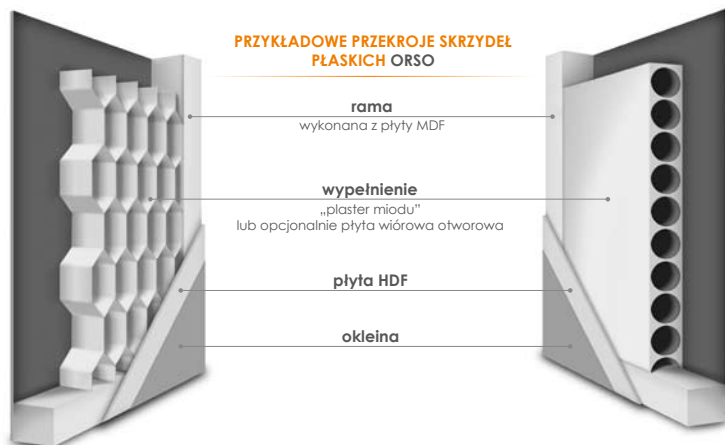 PRZYKŁADOWE PRZEKROJE SKRZYDEŁ
PŁASKICH ORSO
rama
wykonana z płyty MDF
wypełnienie
„plaster miodu”
lub opcjonalnie płyta wiórowa otworowa
płyta HDF
okleina